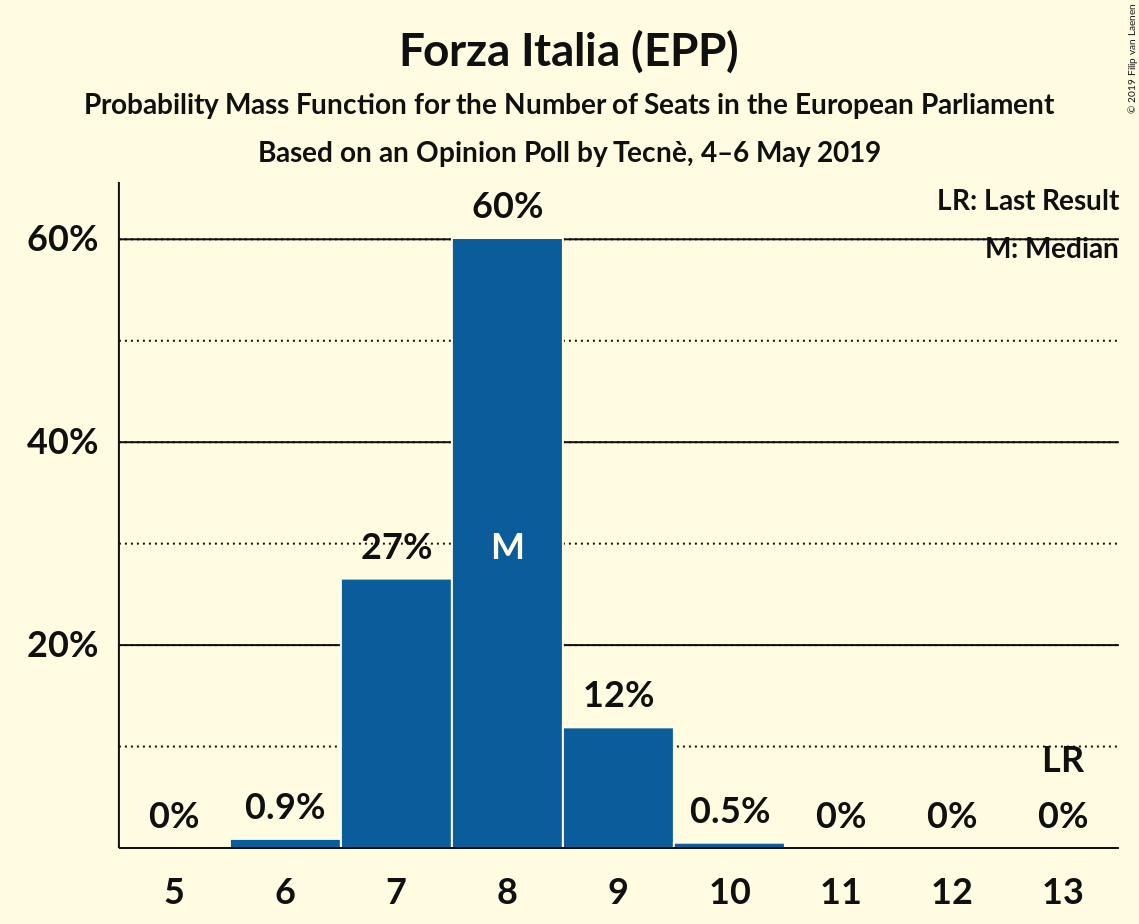 Forza Italia (EPP)
Probability Mass Function for the Number of Seats in the European Parliament
Based on an Opinion Poll by Tecnè, 4–6 May 2019
© 2019 Filip van Laenen
LR: Last Result
M: Median
60%
40%
20%
0%
0.9%
27%
60%
M
12%
0.5%
0%
0%
LR
0%
5 6 7 8 9 10 11 12 13